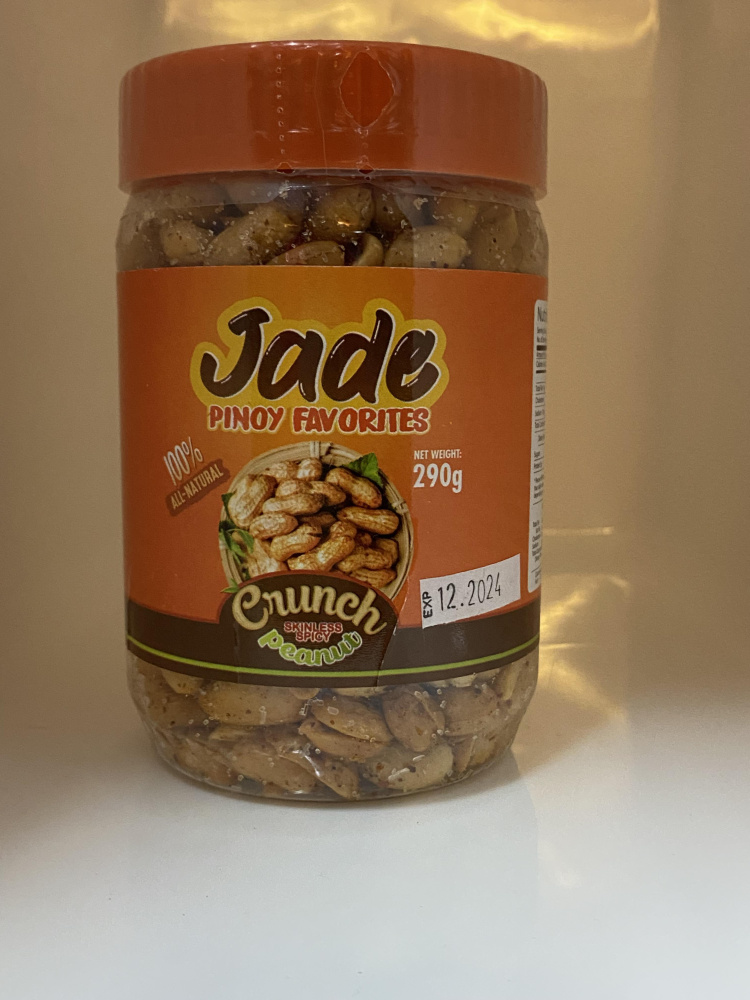 Jade
PINOY FAVORITES
100%
ALL-NATURAL
NET WEIGHT:
290g
EXP 12.2024
Crunch
SKINLESS
SPICY
peanut